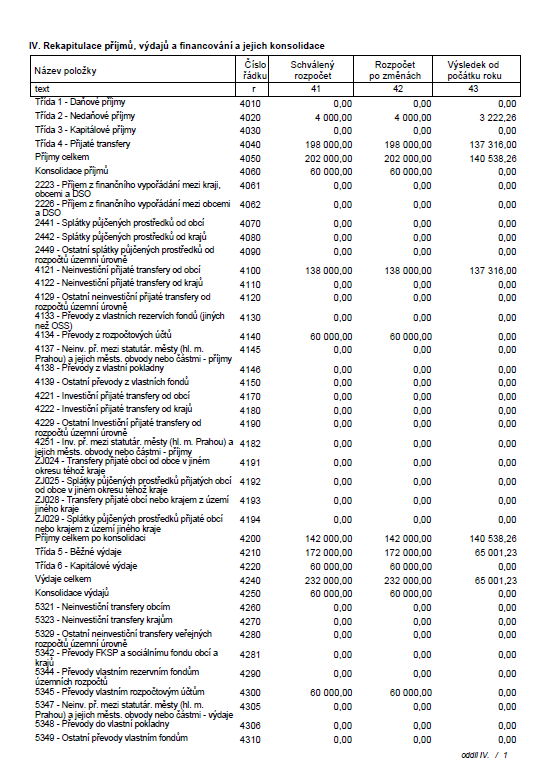 IV. Rekapitulace příjmů, výdajů a financování a jejich konsolidace
Název položky Číslo řádku Schválený rozpočet Rozpočet po změnách Výsledek od počátku roku
text r 41 42 43
Třída 1 - Daňové příjmy 4010 0,00 0,00 0,00
Třída 2 - Nedaňové příjmy 4020 4 000,00 4 000,00 3 222,26
Třída 3 - Kapitálové příjmy 4030 0,00 0,00 0,00
Třída 4 - Přijaté transfery 4040 198 000,00 198 000,00 137 316,00
Příjmy celkem 4050 202 000,00 202 000,00 140 538,26
Konsolidace příjmů 4060 60 000,00 60 000,00 0,00
2223 - Příjem z finančního vypořádání mezi kraji, 4061 0,00 0,00 0,00
obcemi a DSO
2226 - Příjem z finančního vypořádání mezi obcemi 4062 0,00 0,00 0,00
a DSO
2441 - Splátky půjčených prostředků od obcí 4070 0,00 0,00 0,00
2442 - Splátky půjčených prostředků od krajů 4080 0,00 0,00 0,00
2449 - Ostatní splátky půjčených prostředků od 4090 0,00 0,00 0,00
rozpočtů územní úrovně
4121 - Neinvestiční přijaté transfery od obcí 4100 138 000,00 138 000,00 137 316,00
4122 - Neinvestiční přijaté transfery od krajů 4110 0,00 0,00 0,00
4129 - Ostatní neinvestiční přijaté transfery od 4120 0,00 0,00 0,00
rozpočtů územní úrovně
4133 - Převody z vlastních rezervích fondů (jiných 4130 0,00 0,00 0,00
než OSS)
4134 - Převody z rozpočtových účtů 4140 60 000,00 60 000,00 0,00
4137 - Neinv. př. mezi statutár. městy (hl. m. 4145 0,00 0,00 0,00
Prahou) a jejich městs. obvody nebo částmi - příjmy
4138 - Převody z vlastní pokladny 4146 0,00 0,00 0,00
4139 - Ostatní převody z vlastních fondů 4150 0,00 0,00 0,00
4221 - Investiční přijaté transfery od obcí 4170 0,00 0,00 0,00
4222 - Investiční přijaté transfery od krajů 4180 0,00 0,00 0,00
4229 - Ostatní Investiční přijaté transfery od 4190 0,00 0,00 0,00
rozpočtů územní úrovně
4251 - Inv. př. mezi statutár. městy (hl. m. Prahou) a 4182 0,00 0,00 0,00
jejich měst. obvody nebo částmi - příjmy
ZJ024 - Transfery přijaté obcí od obce v jiném 4191 0,00 0,00 0,00
okresu téhož kraje
ZJ025 - Splátky půjčených prostředků přijatých obcí 4192 0,00 0,00 0,00
od obce v jiném okresu téhož kraje
ZJ028 - Transfery přijaté obcí nebo krajem z území 4193 0,00 0,00 0,00
jiného kraje
ZJ029 - Splátky půjčených prostředků přijaté obcí 4194 0,00 0,00 0,00
nebo krajem z území jiného kraje
Příjmy celkem po konsolidaci 4200 142 000,00 142 000,00 140 538,26
Třída 5 - Běžné výdaje 4210 172 000,00 172 000,00 65 001,23
Třída 6 - Kapitálové výdaje 4220 60 000,00 60 000,00 0,00
Výdaje celkem 4240 232 000,00 232 000,00 65 001,23
Konsolidace výdajů 4250 60 000,00 60 000,00 0,00
5321 - Neinvestiční transfery obcím 4260 0,00 0,00 0,00
5323 - Neinvestiční transfery krajům 4270 0,00 0,00 0,00
5329 - Ostatní neinvestiční transfery veřejných 4280 0,00 0,00 0,00
rozpočtů územní úrovně
5342 - Převody FKSP a sociálnímu fondu obcí a 4281 0,00 0,00 0,00
krajů
5344 - Převody vlastním rezervním fondům 4290 0,00 0,00 0,00
územních rozpočtů
5345 - Převody vlastním rozpočtovým účtům 4300 60 000,00 60 000,00 0,00
5347 - Neinv. př. mezi statutár. městy (hl. m. 4305 0,00 0,00 0,00
Prahou) a jejich městs. obvody nebo částmi - výdaje
5348 - Převody do vlastní pokladny 4306 0,00 0,00 0,00
5349 - Ostatní převody vlastním fondům 4310 0,00 0,00 0,00
oddíl IV. / 1